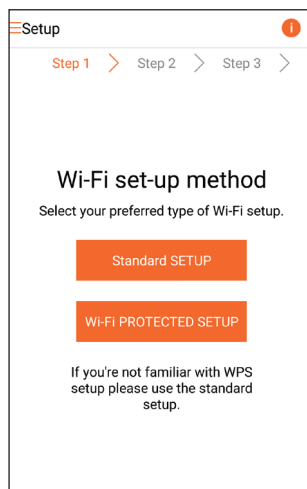 Setup
i
Step 1 Step 2 Step 3
Wi-Fi set-up method
Select your preferred type of Wi-Fi setup.
Standard SETUP
Wi-Fi PROTECTED SETUP
If you're not familiar with WPS
setup please use the standard
setup.